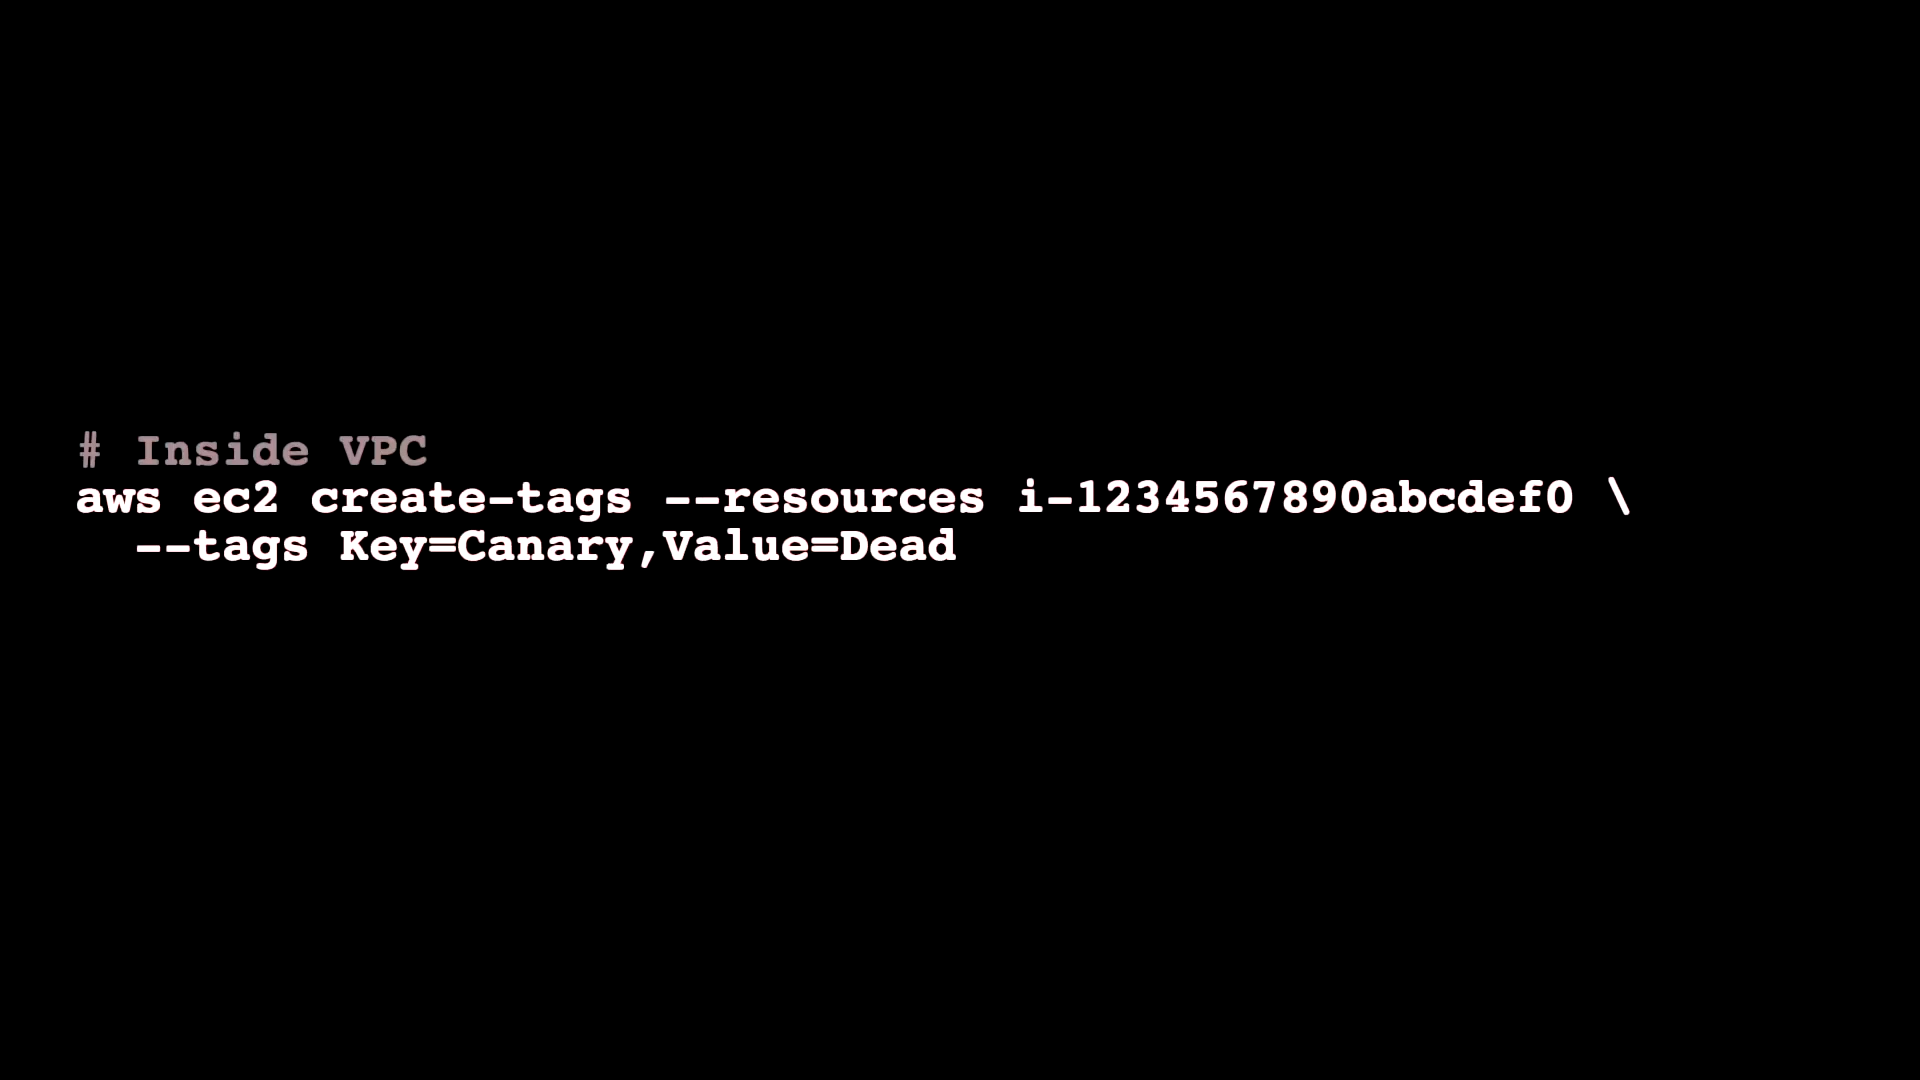 # Inside VPC
aws ec2 create-tags --resources i-1234567890abcdef0 \
  --tags Key=Canary,Value=Dead